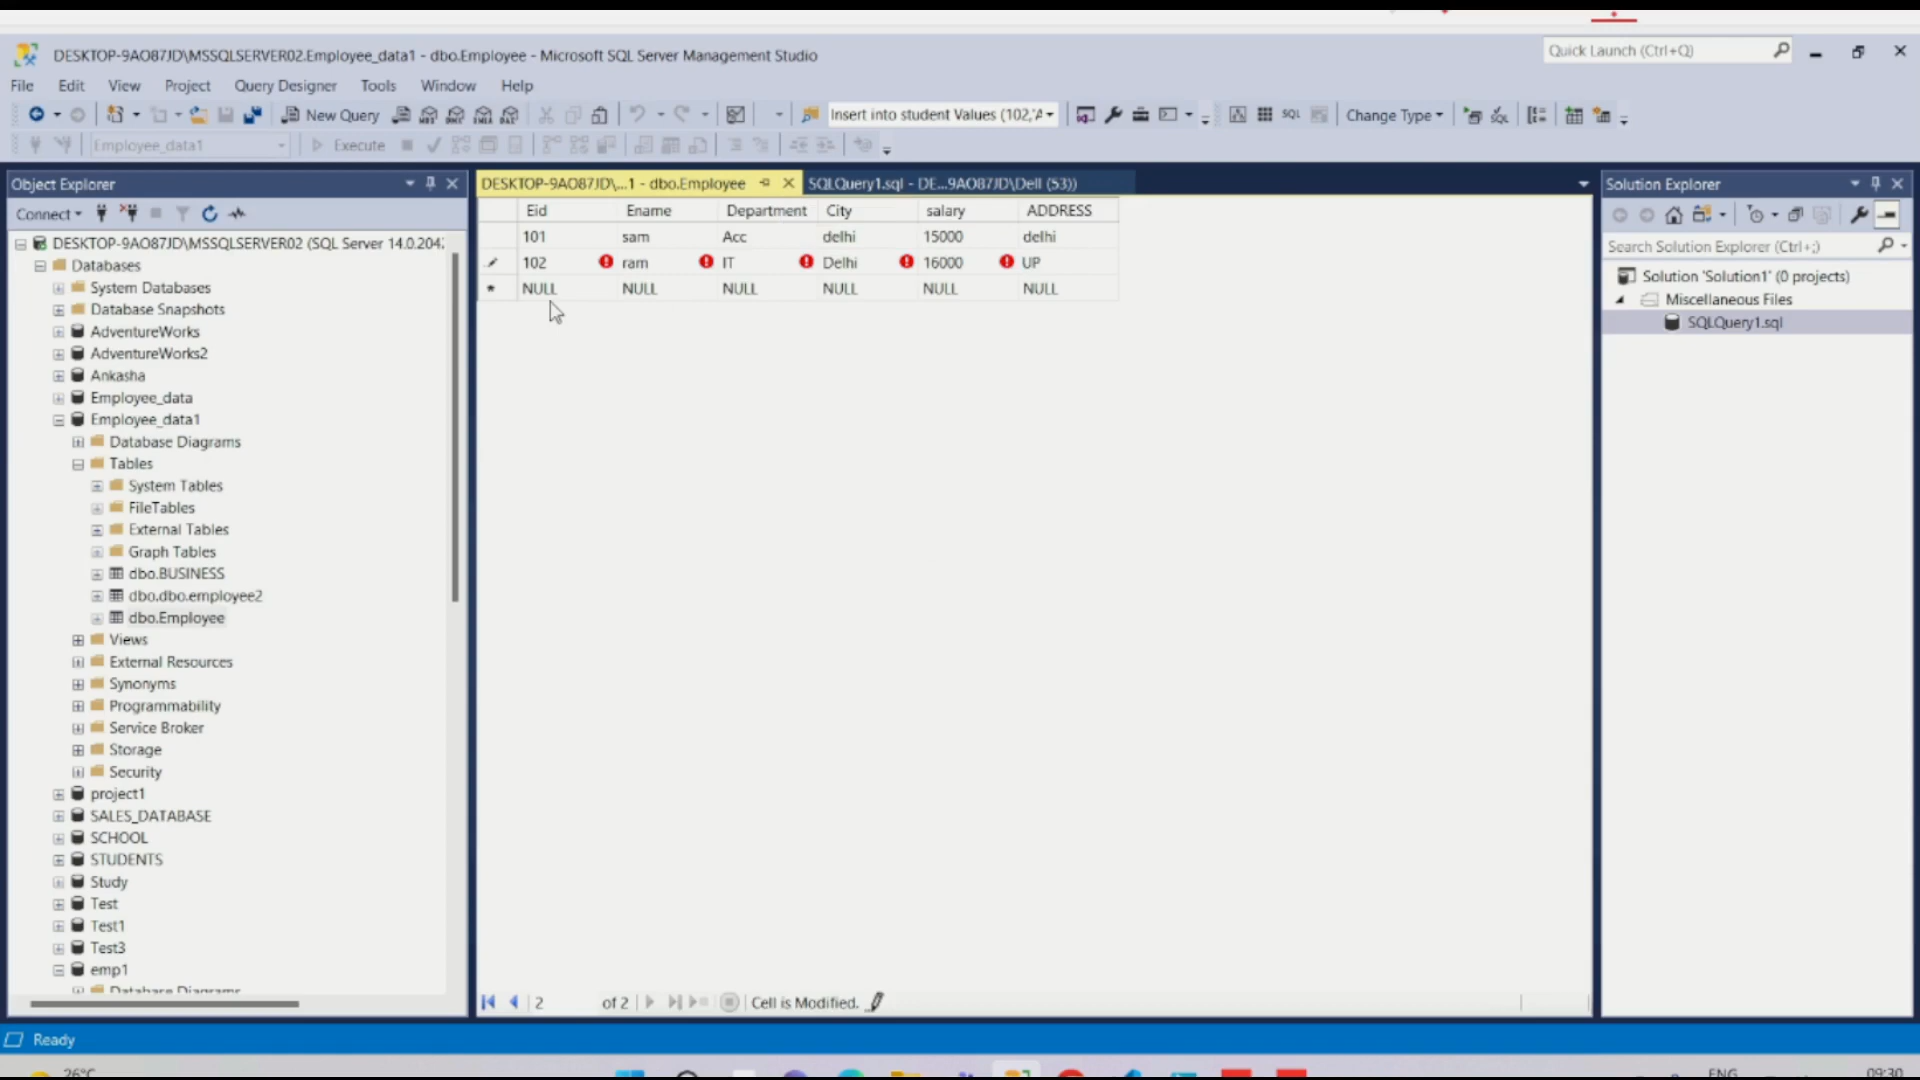 DESKTOP-9AO87JD\MSSQLSERVER02.Employee_data1 - dbo.Employee - Microsoft SQL Server Management Studio
Quick Launch (Ctrl+Q)
File Edit View Project Query Designer Tools Window Help
New Query
Insert into student Values (102,'A
SQL
Change Type
Employee_data1
Execute
Object Explorer
Connect
DESKTOP-9AO87JD\MSSQLSERVER02 (SQL Server 14.0.204
Databases
System Databases
Database Snapshots
AdventureWorks
AdventureWorks2
Ankasha
Employee_data
Employee_data1
Database Diagrams
Tables
System Tables
FileTables
External Tables
Graph Tables
dbo.BUSINESS
dbo.dbo.employee2
dbo.Employee
Views
External Resources
Synonyms
Programmability
Service Broker
Storage
Security
project1
SALES_DATABASE
SCHOOL
STUDENTS
Study
Test
Test1
Test3
emp1
Database Diagrams
DESKTOP-9AO87JD\...1 - dbo.Employee
SQLQuery1.sql - DE...9AO87JD\Dell (53))
Eid Ename Department City salary ADDRESS
101 sam Acc delhi 15000 delhi
102 ram IT Delhi 16000 UP
* NULL NULL NULL NULL NULL NULL
2 of 2 Cell is Modified.
Solution Explorer
Search Solution Explorer (Ctrl+;)
Solution 'Solution1' (0 projects)
Miscellaneous Files
SQLQuery1.sql
Ready
26°C
ENG
09:30